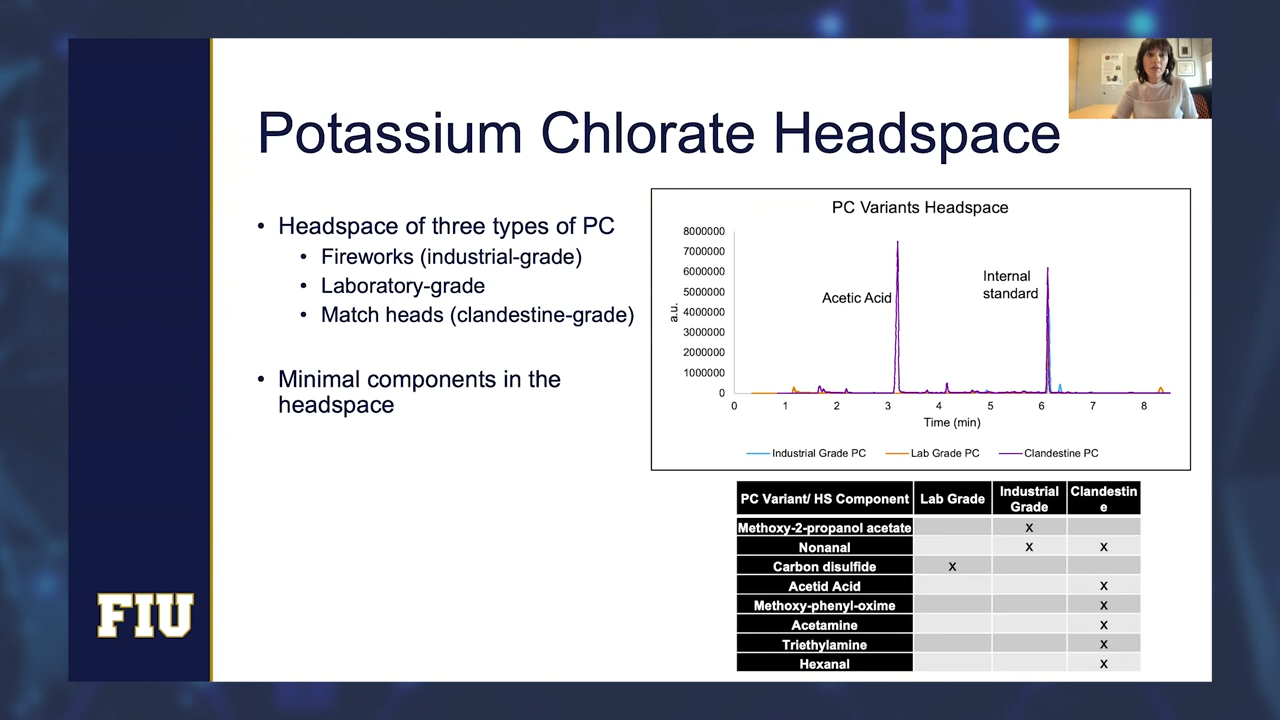 Potassium Chlorate Headspace
• Headspace of three types of PC
• Fireworks (industrial-grade)
• Laboratory-grade
• Match heads (clandestine-grade)
• Minimal components in the
headspace
PC Variants Headspace
8000000
7000000
6000000
5000000
4000000
3000000
2000000
1000000
0
a.u.
Acetic Acid
Internal
standard
0 1 2 3 4 5 6 7 8
Time (min)
Industrial Grade PC Lab Grade PC Clandestine PC
PC Variant/ HS Component Lab Grade Industrial Grade Clandestin
e
Methoxy-2-propanol acetate x
Nonanal x x
Carbon disulfide x
Acetid Acid x
Methoxy-phenyl-oxime x
Acetamine x
Triethylamine x
Hexanal x
FIU